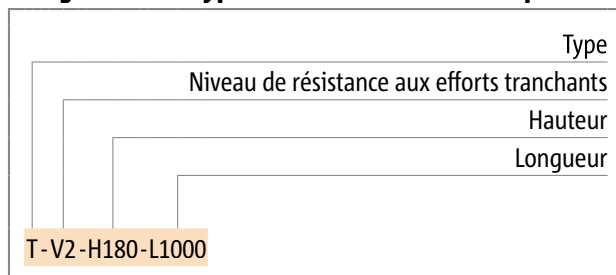 Type
Niveau de résistance aux efforts tranchants
Hauteur
Longueur
T-V2-H180-L1000